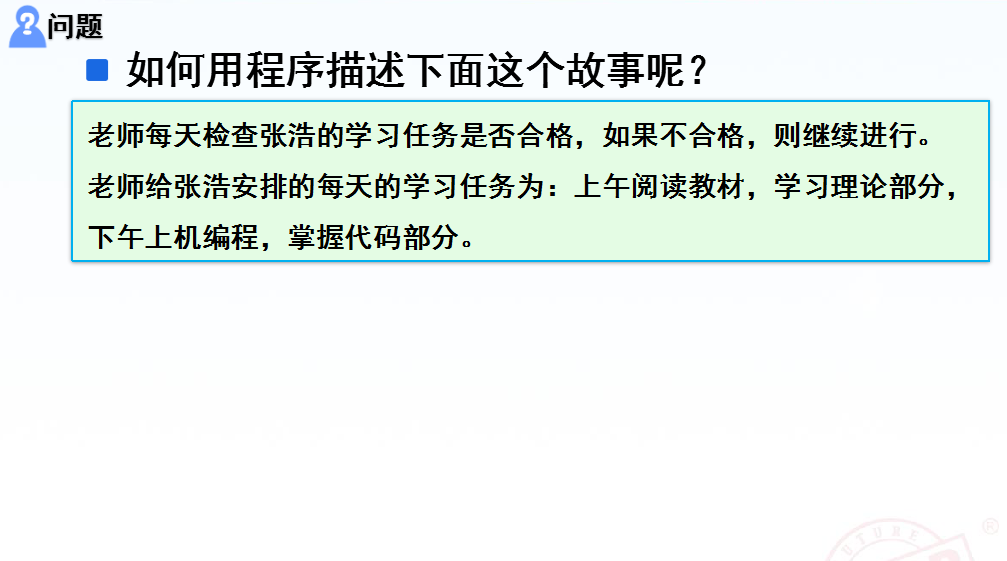 问题
如何用程序描述下面这个故事呢？
老师每天检查张浩的学习任务是否合格，如果不合格，则继续进行。
老师给张浩安排的每天的学习任务为：上午阅读教材，学习理论部分，
下午上机编程，掌握代码部分。
UTURE
®